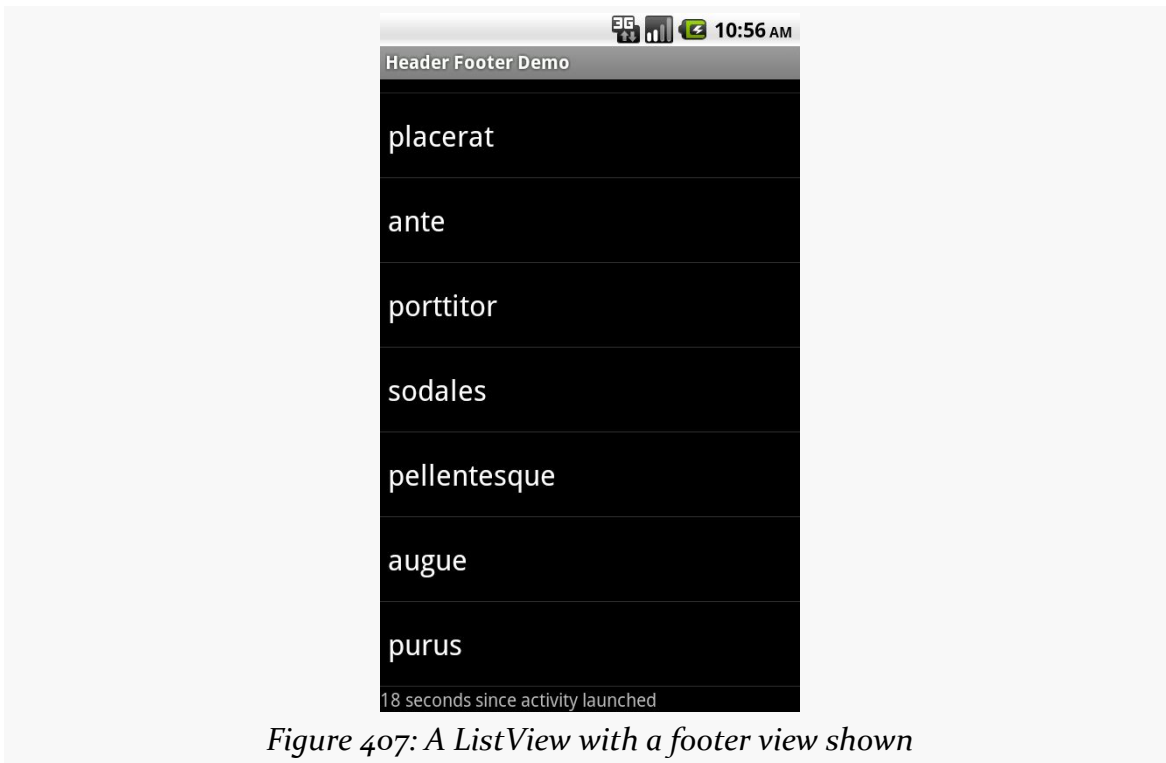 3G
10:56 AM
Header Footer Demo
placerat
ante
porttitor
sodales
pellentesque
augue
purus
18 seconds since activity launched
Figure 407: A ListView with a footer view shown